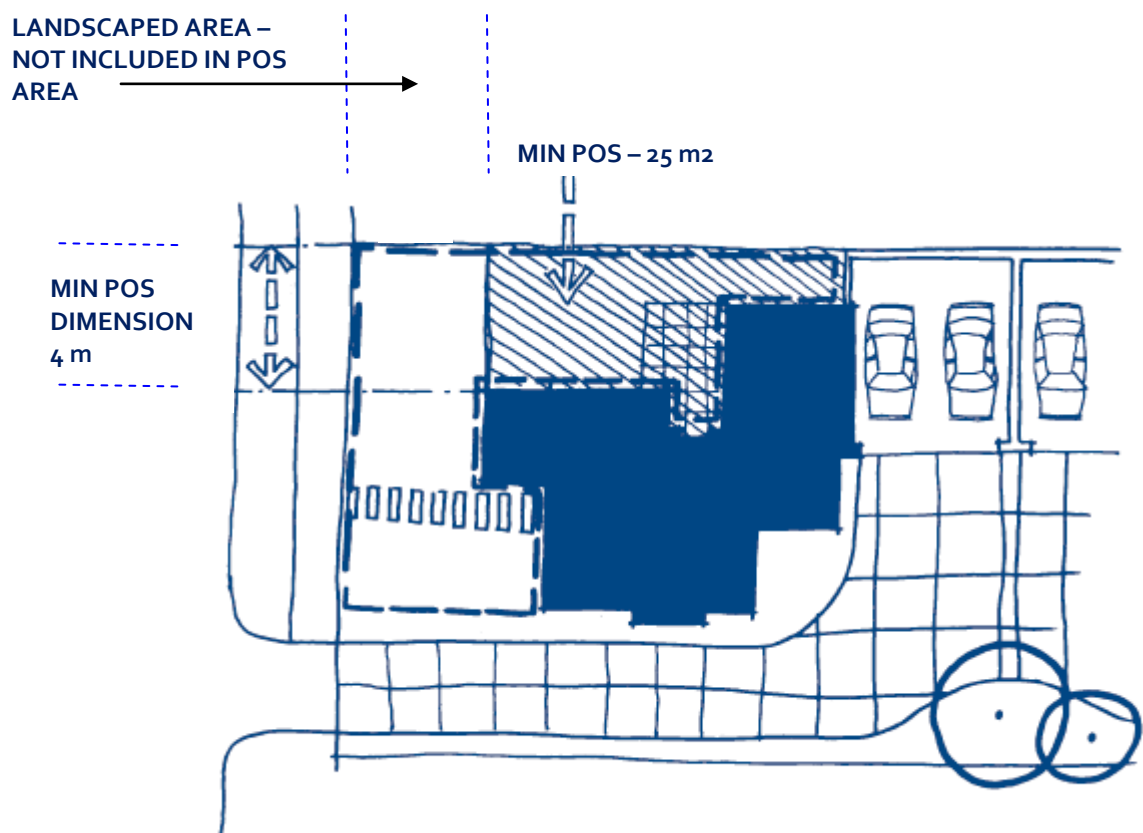 LANDSCAPED AREA –
NOT INCLUDED IN POS
AREA
MIN POS – 25 m2
MIN POS
DIMENSION
4 m